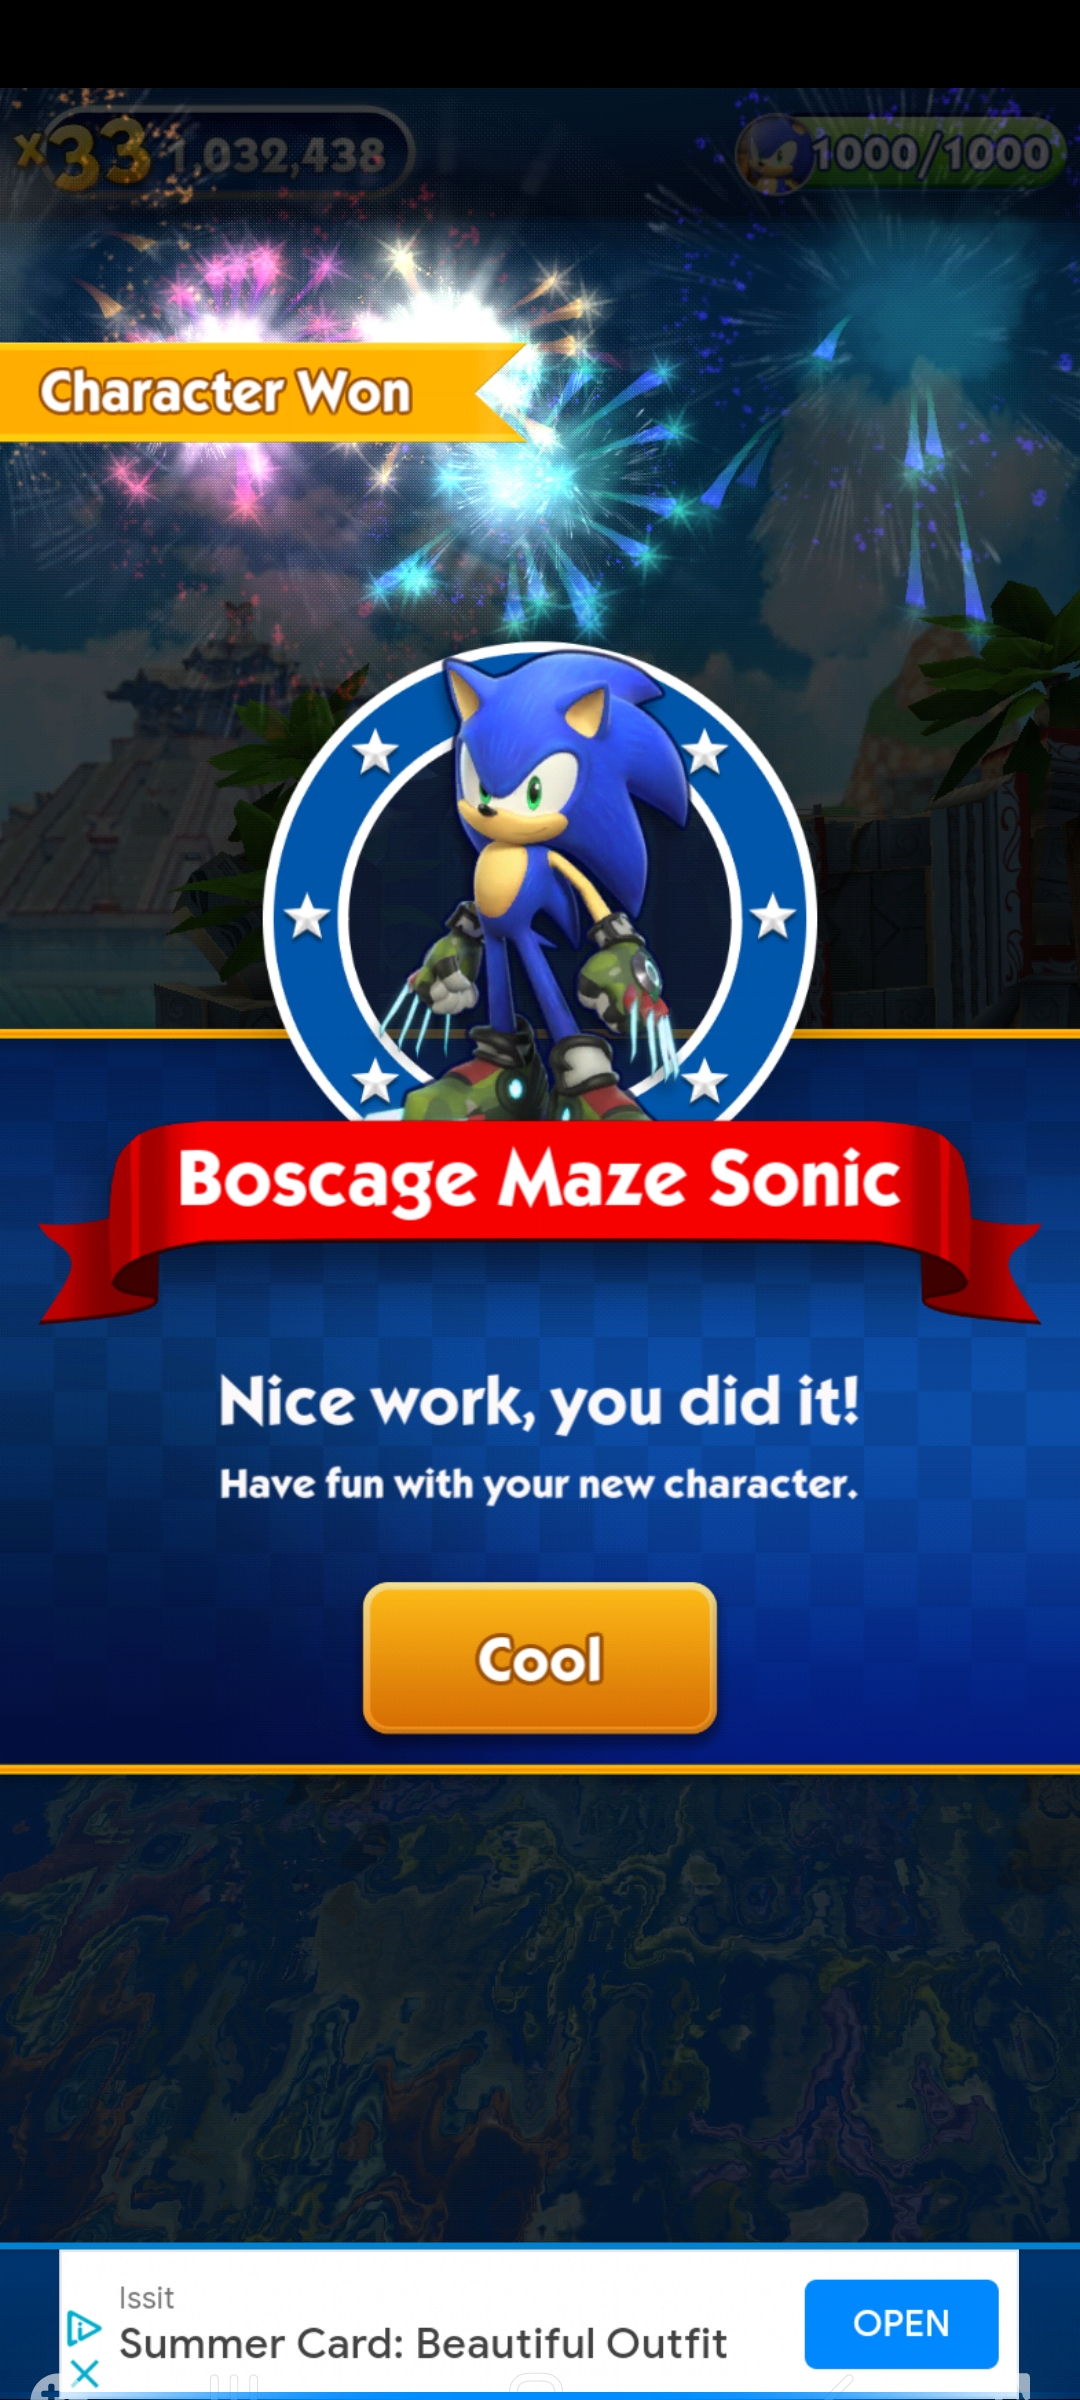 x33 1,032,438
1000/1000
Character Won
Boscage Maze Sonic
Nice work, you did it!
Have fun with your new character.
Cool
Issit
Summer Card: Beautiful Outfit
OPEN